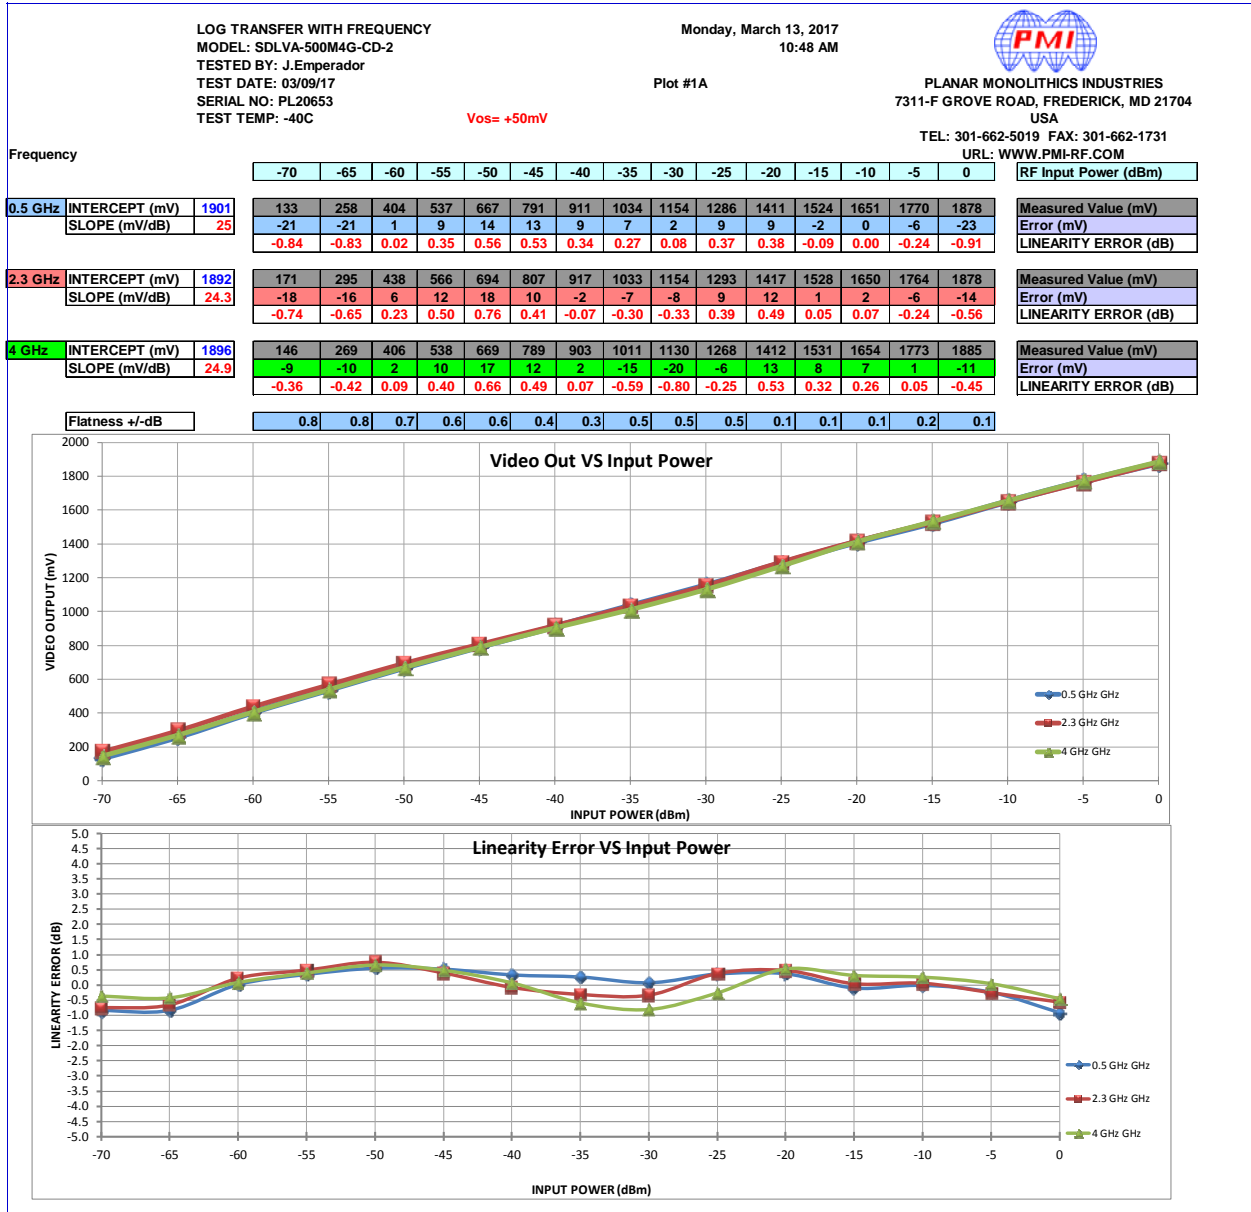 LOG TRANSFER WITH FREQUENCY
MODEL: SDLVA-500M4G-CD-2
TESTED BY: J.Emperador
TEST DATE: 03/09/17
SERIAL NO: PL20653
TEST TEMP: -40C
Vos= +50mV
Monday, March 13, 2017
10:48 AM
Plot #1A
PMI
PLANAR MONOLITHICS INDUSTRIES
7311-F GROVE ROAD, FREDERICK, MD 21704
USA
TEL: 301-662-5019 FAX: 301-662-1731
URL: WWW.PMI-RF.COM
Frequency
-70 -65 -60 -55 -50 -45 -40 -35 -30 -25 -20 -15 -10 -5 0 RF Input Power (dBm)
0.5 GHz INTERCEPT (mV) 1901 133 258 404 537 667 791 911 1034 1154 1286 1411 1524 1651 1770 1878 Measured Value (mV)
SLOPE (mV/dB) 25 -21 -21 1 9 14 13 9 7 2 9 9 -2 0 -6 -23 Error (mV)
-0.84 -0.83 0.02 0.35 0.56 0.53 0.34 0.27 0.08 0.37 0.38 -0.09 0.00 -0.24 -0.91 LINEARITY ERROR (dB)
2.3 GHz INTERCEPT (mV) 1892 171 295 438 566 694 807 917 1033 1154 1293 1417 1528 1650 1764 1878 Measured Value (mV)
SLOPE (mV/dB) 24.3 -18 -16 6 12 18 10 -2 -7 -8 9 12 1 2 -6 -14 Error (mV)
-0.74 -0.65 0.23 0.50 0.76 0.41 -0.07 -0.30 -0.33 0.39 0.49 0.05 0.07 -0.24 -0.56 LINEARITY ERROR (dB)
4 GHz INTERCEPT (mV) 1896 146 269 406 538 669 789 903 1011 1130 1268 1412 1531 1654 1773 1885 Measured Value (mV)
SLOPE (mV/dB) 24.9 -9 -10 2 10 17 12 2 -15 -20 -6 13 8 7 1 -11 Error (mV)
-0.36 -0.42 0.09 0.40 0.66 0.49 0.07 -0.59 -0.80 -0.25 0.53 0.32 0.26 0.05 -0.45 LINEARITY ERROR (dB)
Flatness +/-dB 0.8 0.8 0.7 0.6 0.6 0.4 0.3 0.5 0.5 0.5 0.1 0.1 0.1 0.2 0.1
Video Out VS Input Power
VIDEO OUTPUT (mV)
2000
1800
1600
1400
1200
1000
800
600
400
200
0
0.5 GHz GHz
2.3 GHz GHz
4 GHz GHz
-70 -65 -60 -55 -50 -45 -40 -35 -30 -25 -20 -15 -10 -5 0
INPUT POWER (dBm)
Linearity Error VS Input Power
LINEARITY ERROR (dB)
5.0
4.5
4.0
3.5
3.0
2.5
2.0
1.5
1.0
0.5
0.0
-0.5
-1.0
-1.5
-2.0
-2.5
-3.0
-3.5
-4.0
-4.5
-5.0
0.5 GHz GHz
2.3 GHz GHz
4 GHz GHz
-70 -65 -60 -55 -50 -45 -40 -35 -30 -25 -20 -15 -10 -5 0
INPUT POWER (dBm)